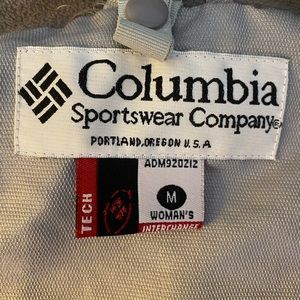 Columbia
Sportswear Company®
PORTLAND, OREGON U.S.A
ADM920212
TECH
M
WOMAN'S
INTERCHANGE